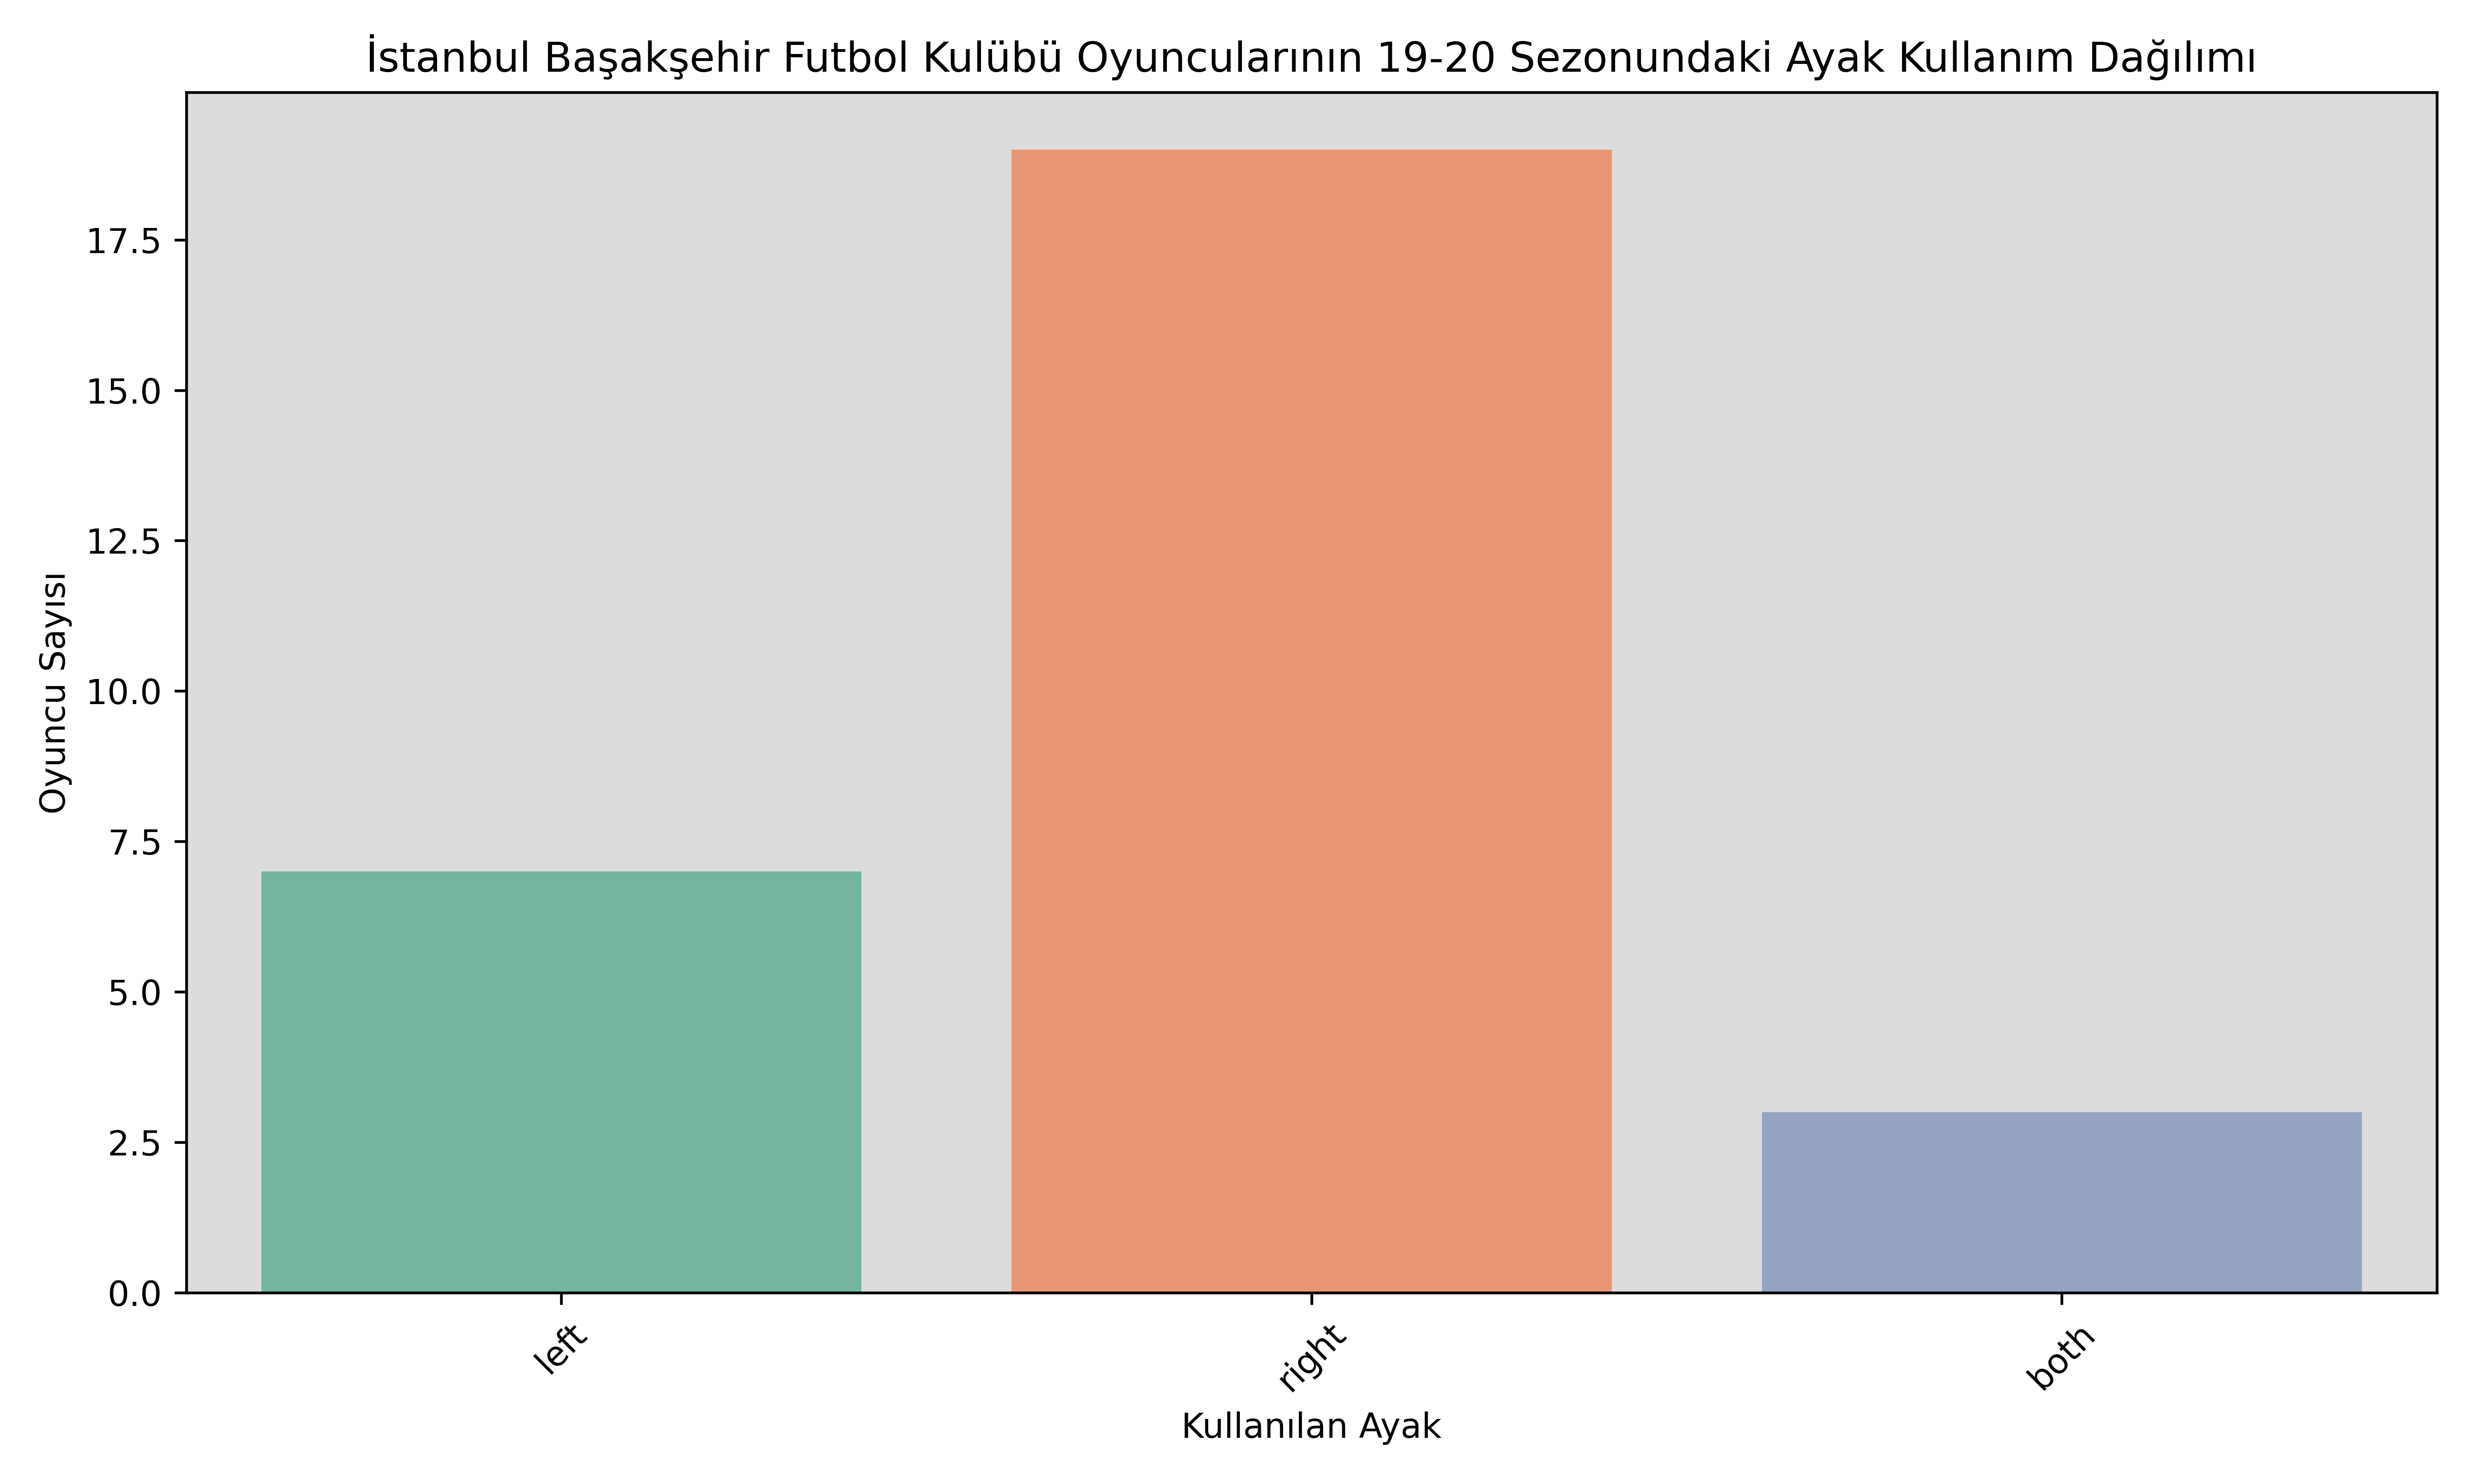 İstanbul Başakşehir Futbol Kulübü Oyuncularının 19-20 Sezonundaki Ayak Kullanım Dağılımı
Oyuncu Sayısı
17.5
15.0
12.5
10.0
7.5
5.0
2.5
0.0
left
right
both
Kullanılan Ayak